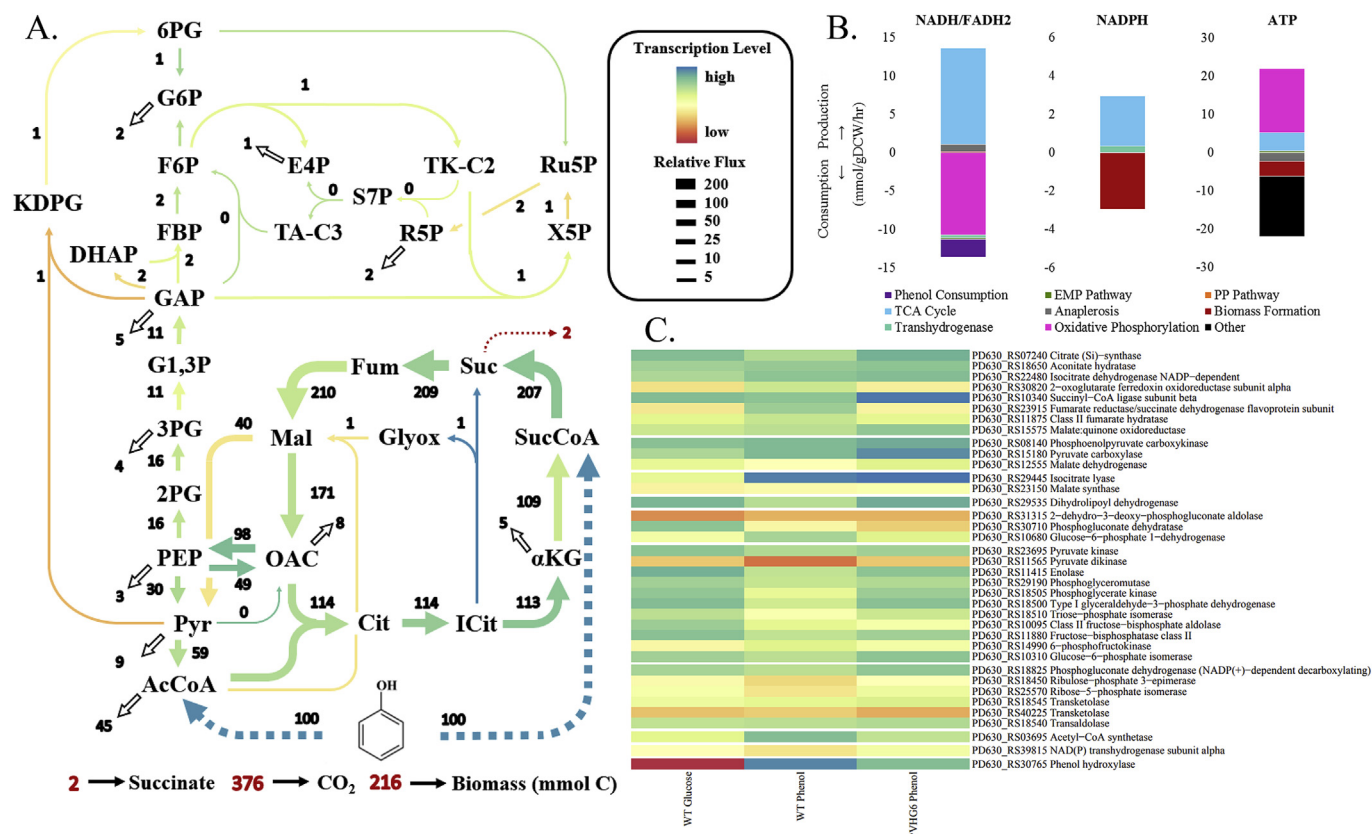 A.
6PG
1
G6P
2
1
1
F6P
1
E4P
TK-C2
Ru5P
KDPG
2
0
S7P
0
2
1
FBP
0
TA-C3
R5P
X5P
DHAP
2
2
2
1
1
GAP
5
11
G1,3P
11
3PG
4
16
2PG
16
PEP
98
49
3
30
Pyr
0
9
59
AcCoA
45
Fum
209
Suc
2
210
207
40
Mal
1
Glyox
1
SucCoA
171
109
OAC
8
5
αKG
114
Cit
114
ICit
113
OH
100
100
2 Succinate 376 CO₂ 216 Biomass (mmol C)
Transcription Level
high
low
Relative Flux
200
100
50
25
10
5
B.
NADH/FADH2
NADPH
ATP
Consumption Production
← →
(mmol/gDCW/hr)
15
10
5
0
-5
-10
-15
6
4
2
0
-2
-4
-6
30
20
10
0
-10
-20
-30
Phenol Consumption
EMP Pathway
PP Pathway
TCA Cycle
Anaplerosis
Biomass Formation
Transhydrogenase
Oxidative Phosphorylation
Other
C.
PD630_RS07240 Citrate (Si)−synthase
PD630_RS18650 Aconitate hydratase
PD630_RS22480 Isocitrate dehydrogenase NADP−dependent
PD630_RS30820 2−oxoglutarate ferredoxin oxidoreductase subunit alpha
PD630_RS10340 Succinyl−CoA ligase subunit beta
PD630_RS23915 Fumarate reductase/succinate dehydrogenase flavoprotein subunit
PD630_RS11875 Class II fumarate hydratase
PD630_RS15575 Malate:quinone oxidoreductase
PD630_RS08140 Phosphoenolpyruvate carboxykinase
PD630_RS15180 Pyruvate carboxylase
PD630_RS12555 Malate dehydrogenase
PD630_RS29445 Isocitrate lyase
PD630_RS23150 Malate synthase
PD630_RS29535 Dihydrolipoyl dehydrogenase
PD630_RS31315 2−dehydro−3−deoxy−phosphogluconate aldolase
PD630_RS30710 Phosphogluconate dehydratase
PD630_RS10680 Glucose−6−phosphate 1−dehydrogenase
PD630_RS23695 Pyruvate kinase
PD630_RS11565 Pyruvate dikinase
PD630_RS11415 Enolase
PD630_RS29190 Phosphoglyceromutase
PD630_RS18505 Phosphoglycerate kinase
PD630_RS18500 Type I glyceraldehyde−3−phosphate dehydrogenase
PD630_RS18510 Triose−phosphate isomerase
PD630_RS10095 Class II fructose−bisphosphate aldolase
PD630_RS11880 Fructose−bisphosphatase class II
PD630_RS14990 6−phosphofructokinase
PD630_RS10310 Glucose−6−phosphate isomerase
PD630_RS18825 Phosphogluconate dehydrogenase (NADP(+)−dependent decarboxylating)
PD630_RS18450 Ribulose−phosphate 3−epimerase
PD630_RS25570 Ribose−5−phosphate isomerase
PD630_RS18545 Transketolase
PD630_RS40225 Transketolase
PD630_RS18540 Transaldolase
PD630_RS03695 Acetyl−CoA synthetase
PD630_RS39815 NAD(P) transhydrogenase subunit alpha
PD630_RS30765 Phenol hydroxylase
WT Glucose
WT Phenol
VHG6 Phenol